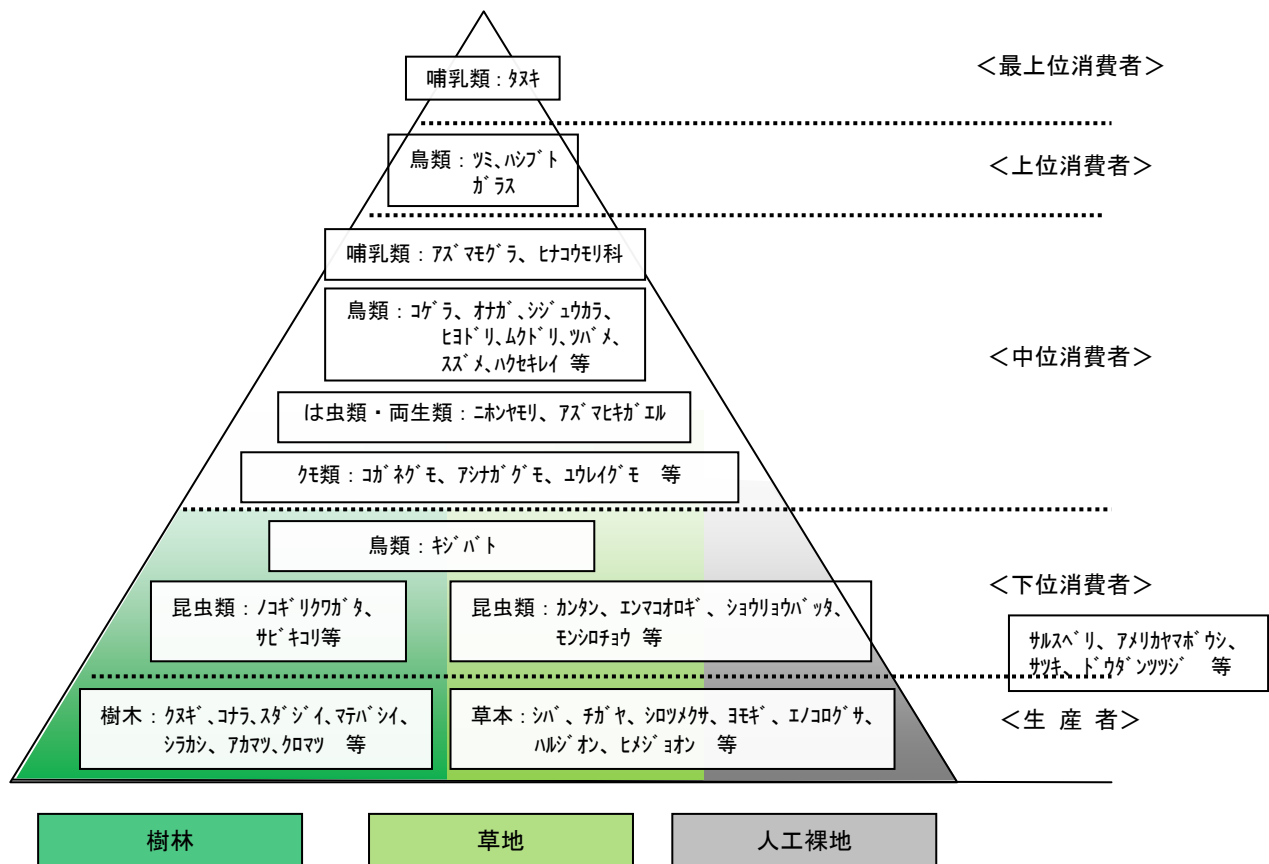 哺乳類：ﾀﾇｷ
＜最上位消費者＞
鳥類：ﾂﾐ、ﾊｼﾌﾞﾄ
ｶﾞﾗｽ
＜上位消費者＞
哺乳類：ｱｽﾞﾏﾓｸﾞﾗ、ﾋﾅｺｳﾓﾘ科
鳥類：ｺｹﾞﾗ、ｵﾅｶﾞ、ｼｼﾞｭｳｶﾗ、
ﾋﾖﾄﾞﾘ、ﾑｸﾄﾞﾘ、ﾂﾊﾞﾒ、
ｽｽﾞﾒ、ﾊｸｾｷﾚｲ 等
＜中位消費者＞
は虫類・両生類：ﾆﾎﾝﾔﾓﾘ、ｱｽﾞﾏﾋｷｶﾞｴﾙ
ｸﾓ類：ｺｶﾞﾈｸﾞﾓ、ｱｼﾅｶﾞｸﾞﾓ、ﾕｳﾚｲｸﾞﾓ 等
鳥類：ｷｼﾞﾊﾞﾄ
＜下位消費者＞
昆虫類：ﾉｺｷﾞﾘｸﾜｶﾞﾀ、
ｻﾋﾞｷｺﾘ等
昆虫類：ｶﾝﾀﾝ、ｴﾝﾏｺｵﾛｷﾞ、ｼｮｳﾘｮｳﾊﾞｯﾀ、
ﾓﾝｼﾛﾁｮｳ 等
ｻﾙｽﾍﾞﾘ、ｱﾒﾘｶﾔﾏﾎﾞｳｼ、
ｻﾂｷ、ﾄﾞｳﾀﾞﾝﾂﾂｼﾞ 等
樹木：ｸﾇｷﾞ、ｺﾅﾗ、ｽﾀﾞｼﾞｲ、ﾏﾃﾊﾞｼｲ、
ｼﾗｶｼ、ｱｶﾏﾂ、ｸﾛﾏﾂ 等
草本：ｼﾊﾞ、ﾁｶﾞﾔ、ｼﾛﾂﾒｸｻ、ﾖﾓｷﾞ、ｴﾉｺﾛｸﾞｻ、
ﾊﾙｼﾞｵﾝ、ﾋﾒｼﾞｮｵﾝ 等
＜生 産 者＞
樹林
草地
人工裸地